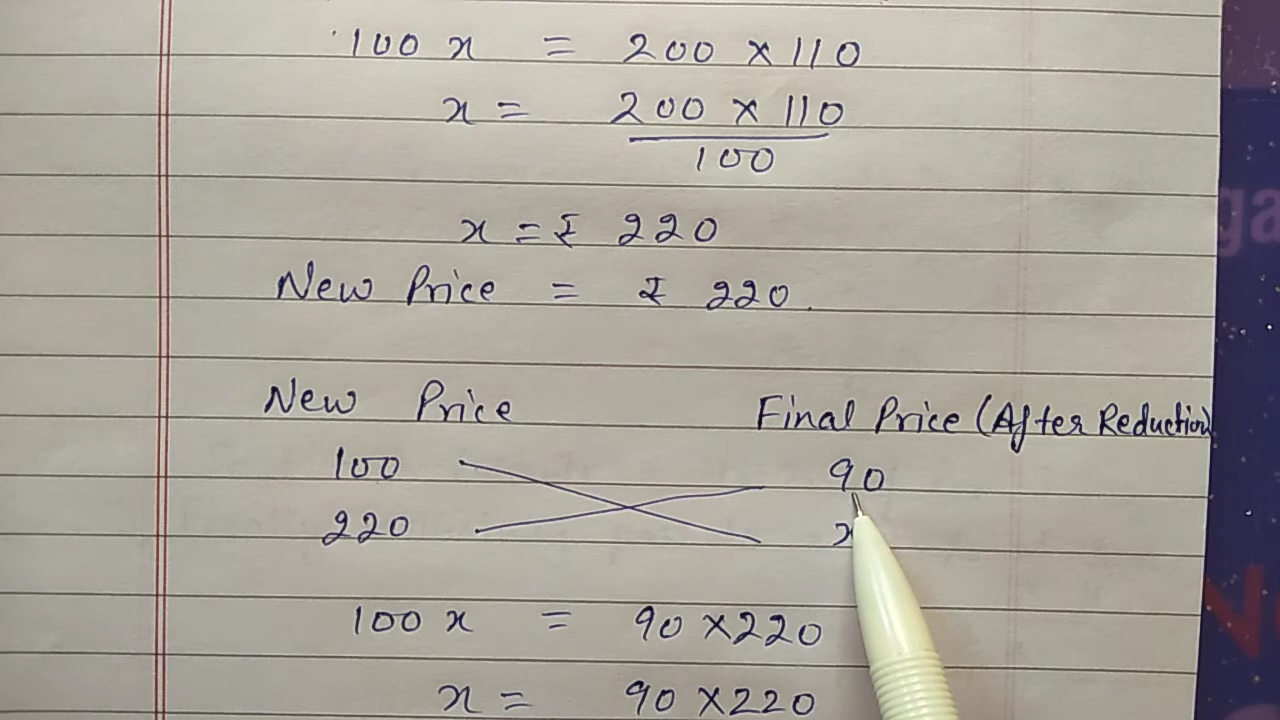 100 x = 200 × 110
x = 200 × 110
100
x = ₹ 220
New Price = ₹ 220.
New Price Final Price (After Reduction)
100 90
220 x
100 x = 90 × 220
x = 90 × 220